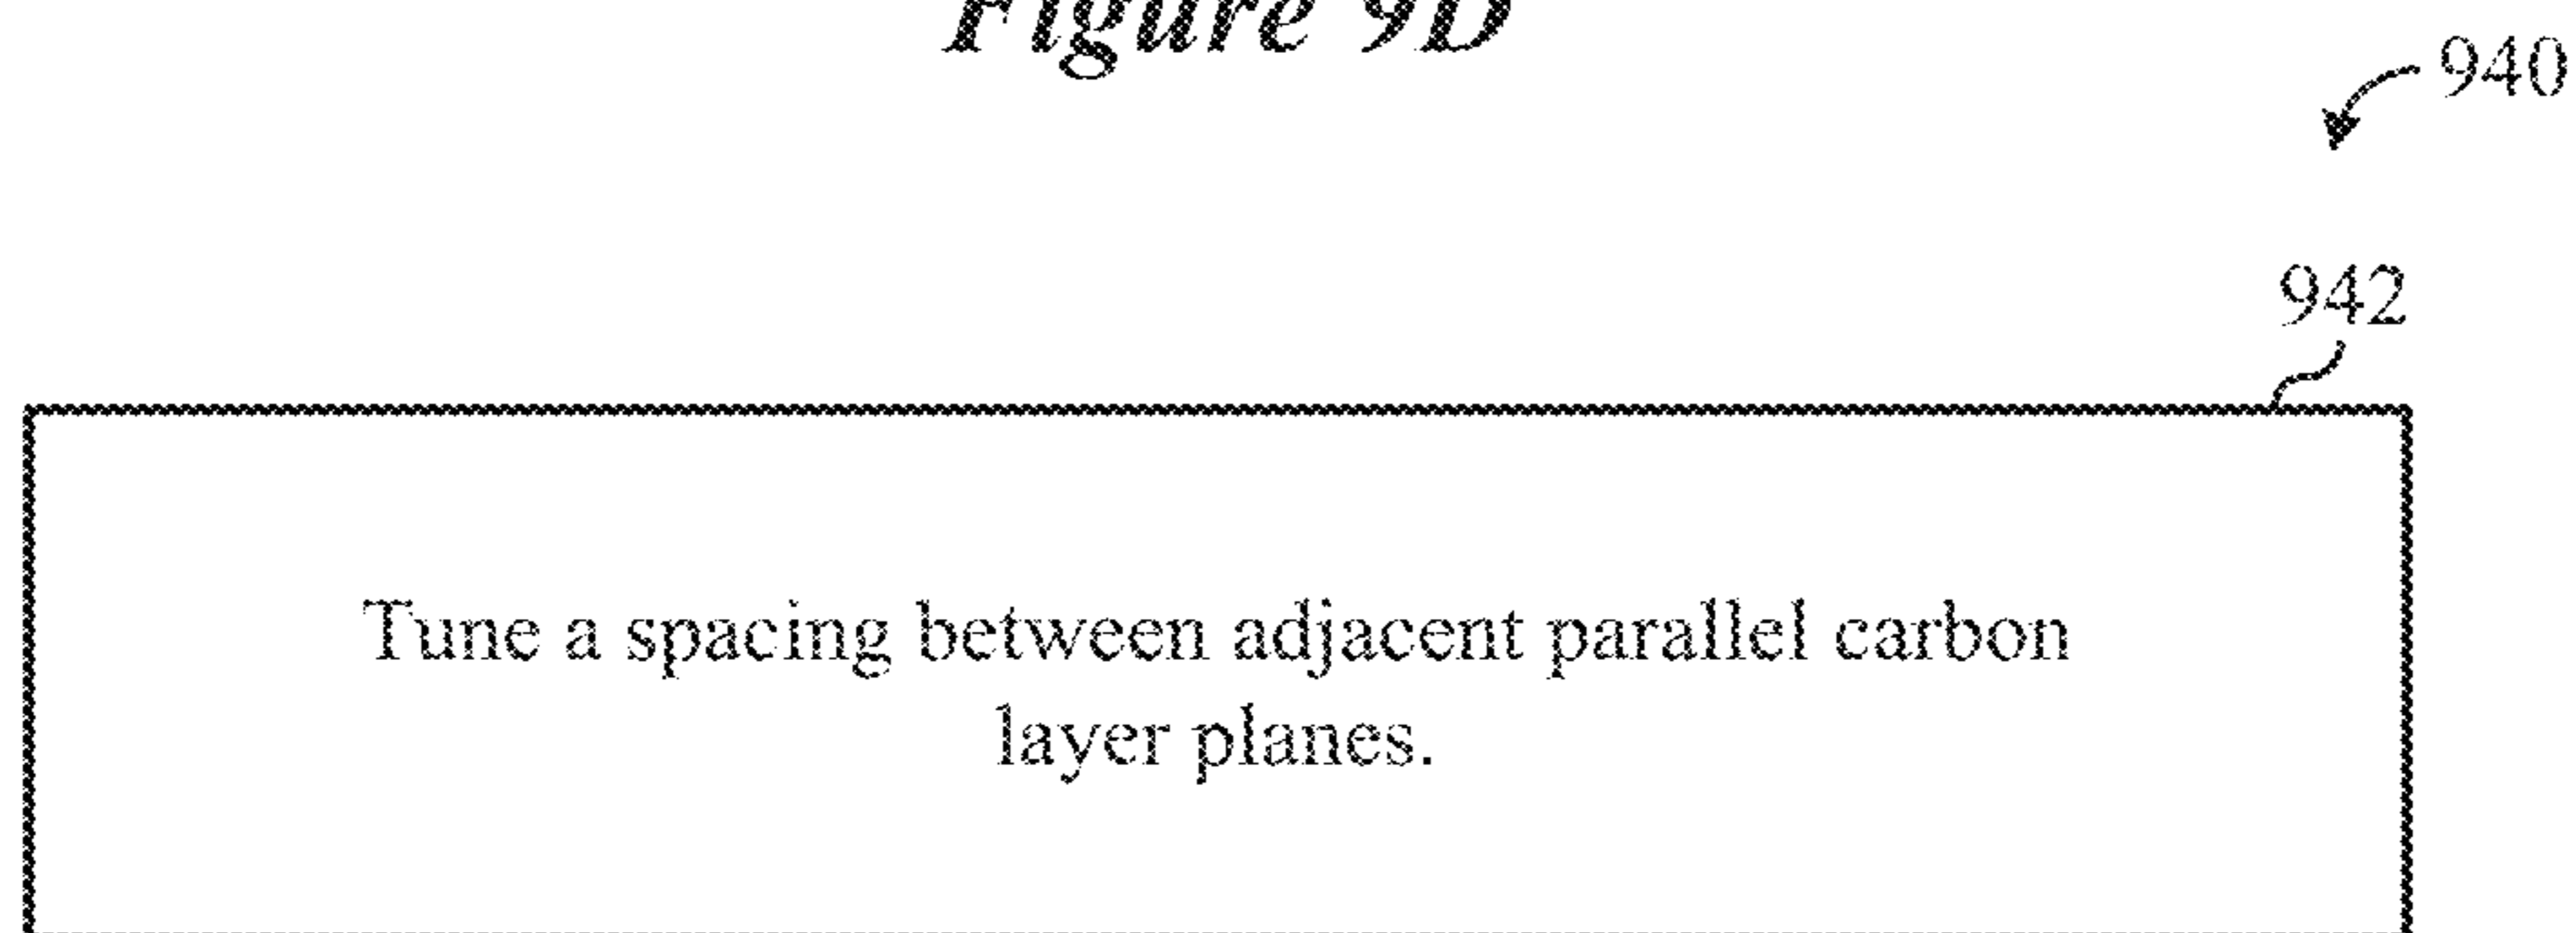 Figure 9D
940
942
Tune a spacing between adjacent parallel carbon
layer planes.